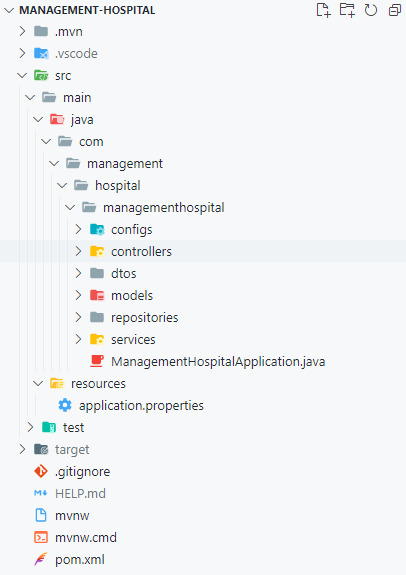 MANAGEMENT-HOSPITAL
.mvn
.vscode
src
main
java
com
management
hospital
managementhospital
configs
controllers
dtos
models
repositories
services
ManagementHospitalApplication.java
resources
application.properties
test
target
.gitignore
HELP.md
mvnw
mvnw.cmd
pom.xml